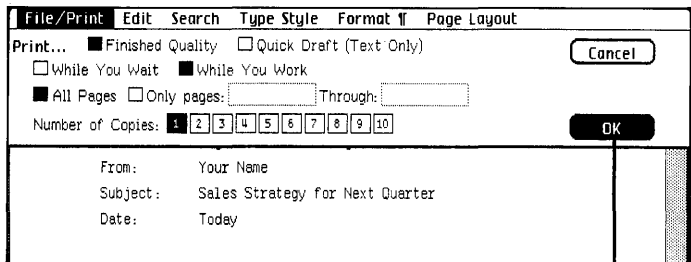 File/Print Edit Search Type Style Format ¶ Page Layout
Print... Finished Quality Quick Draft (Text Only)
Cancel
While You Wait While You Work
All Pages Only pages: Through:
Number of Copies: 1 2 3 4 5 6 7 8 9 10
OK
From: Your Name
Subject: Sales Strategy for Next Quarter
Date: Today